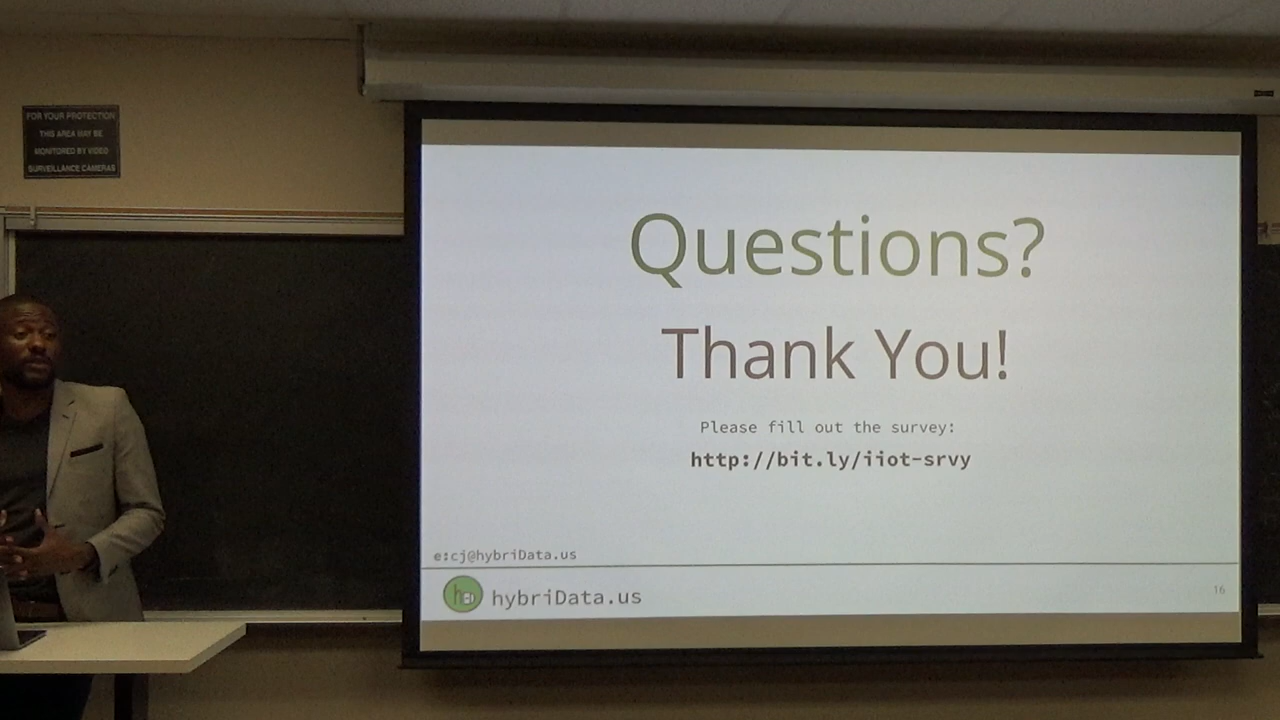 FOR YOUR PROTECTION
THIS AREA MAY BE
MONITORED BY VIDEO
SURVEILLANCE CAMERAS
Questions?
Thank You!
Please fill out the survey:
http://bit.ly/iiot-srvy
e:cj@hybriData.us
hybriData.us
16